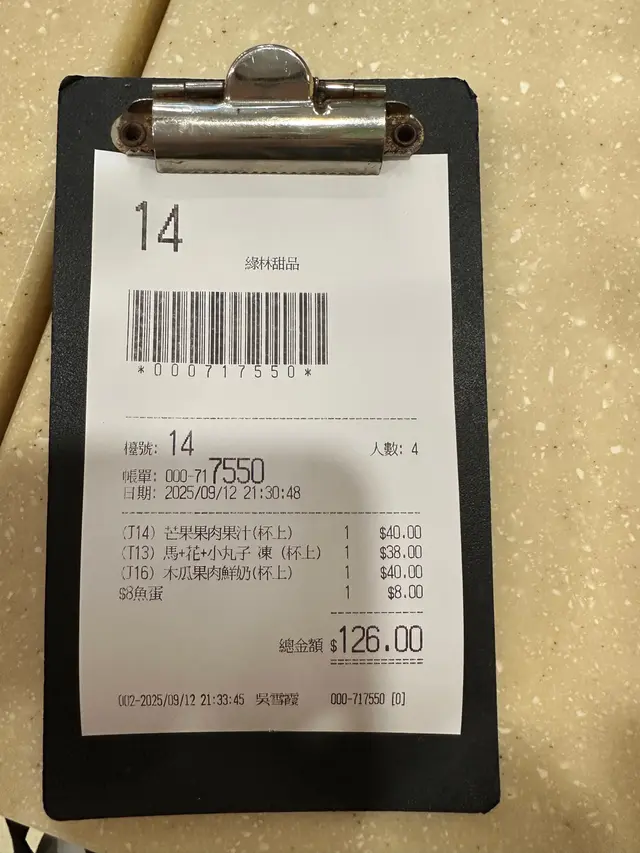 14
綠林甜品
*000717550*
檯號: 14 人數: 4
帳單: 000-717550
日期: 2025/09/12 21:30:48
(J14) 芒果果肉果汁(杯上) 1 $40.00
(J13) 馬+花+小丸子 凍 (杯上) 1 $38.00
(J16) 木瓜果肉鮮奶(杯上) 1 $40.00
$8魚蛋 1 $8.00
總金額 $126.00
002-2025/09/12 21:33:45 吳雪霞 000-717550 [0]